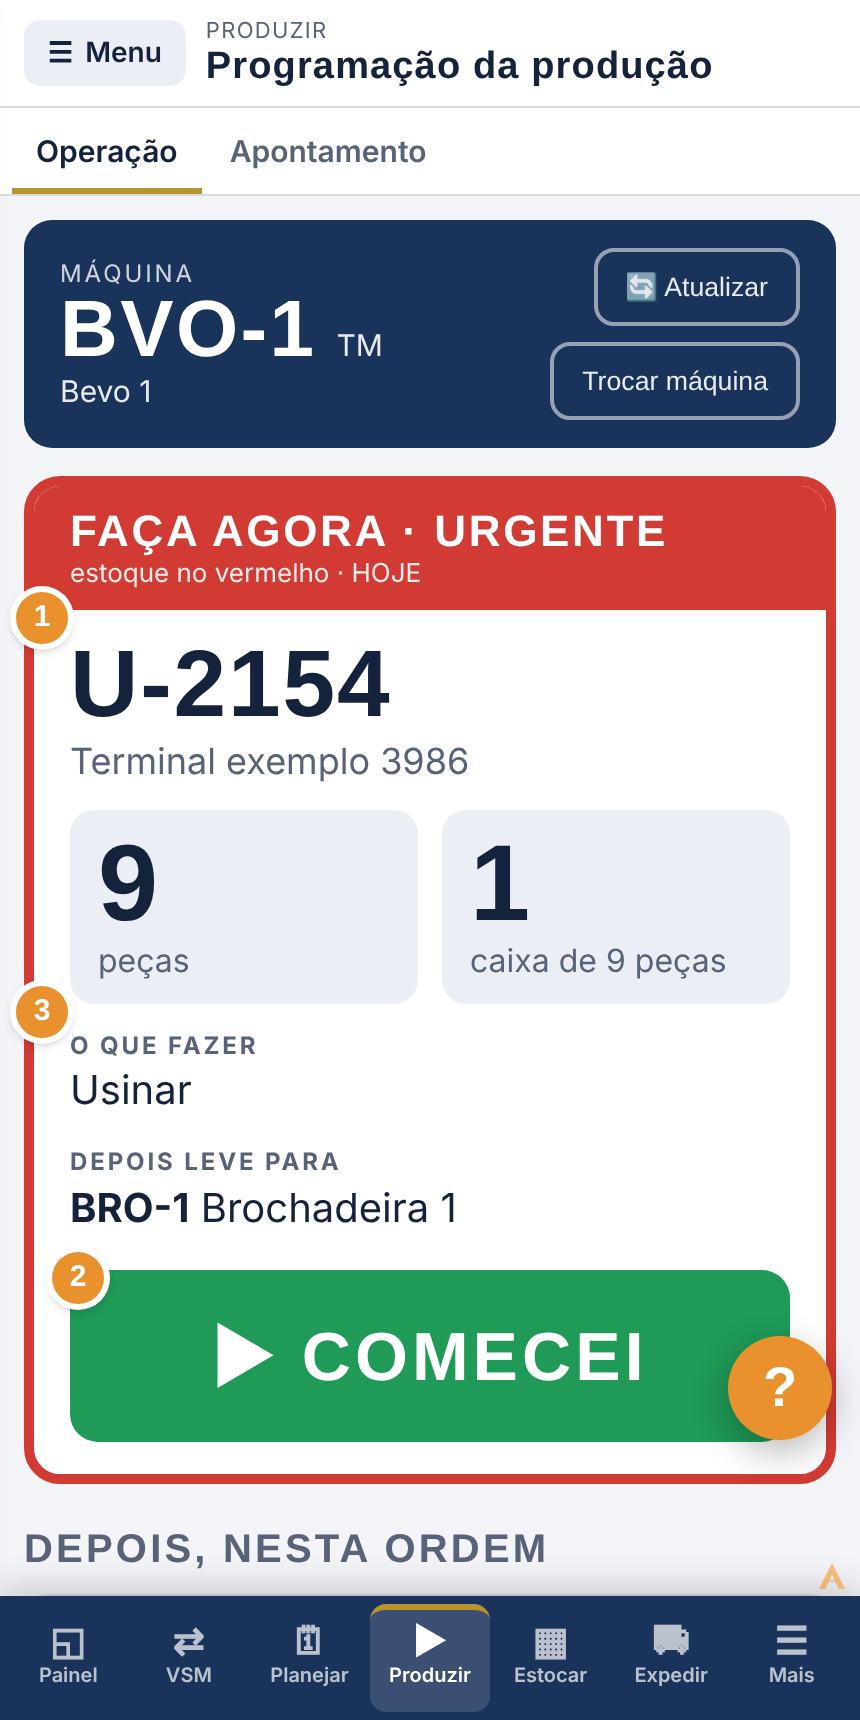 ☰ Menu
PRODUZIR
Programação da produção
Operação
Apontamento
MÁQUINA
BVO-1 TM
Bevo 1
🔄 Atualizar
Trocar máquina
FAÇA AGORA · URGENTE
estoque no vermelho · HOJE
1
U-2154
Terminal exemplo 3986
9
peças
1
caixa de 9 peças
3
O QUE FAZER
Usinar
DEPOIS LEVE PARA
BRO-1 Brochadeira 1
2
▶ COMECEI
?
DEPOIS, NESTA ORDEM
Painel
VSM
Planejar
Produzir
Estocar
Expedir
Mais